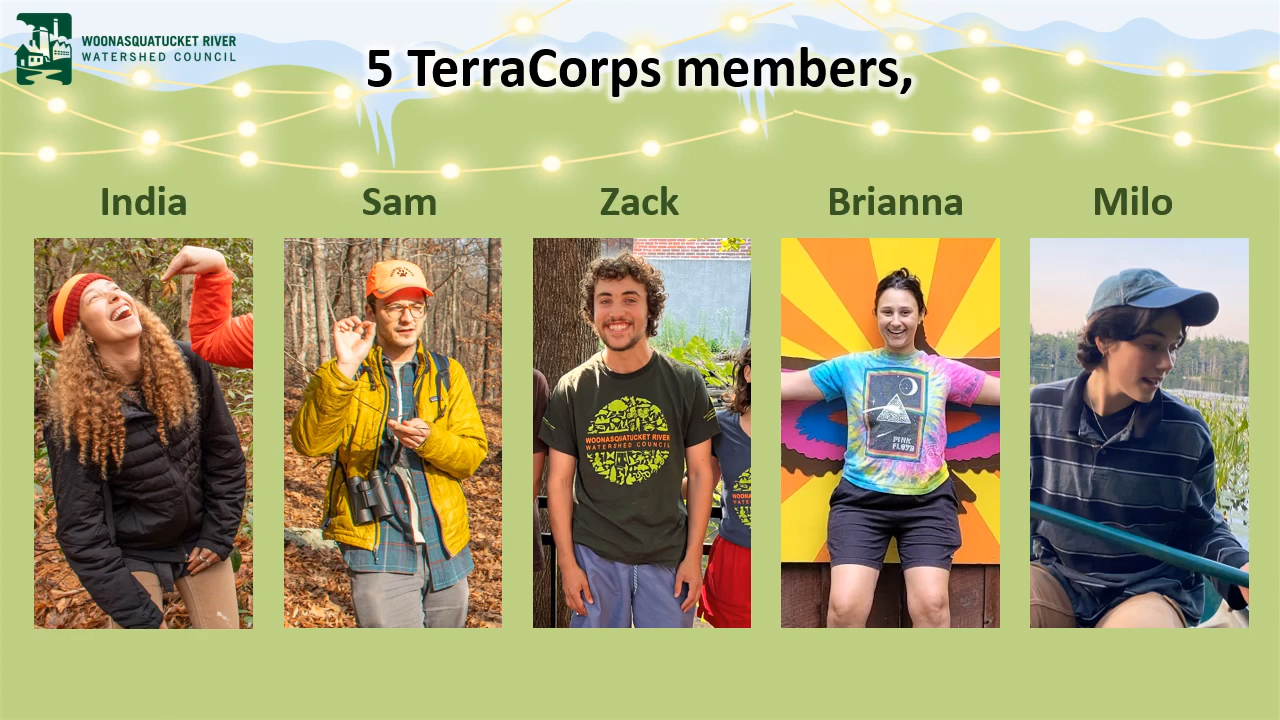 WOONASQUATUCKET RIVER
WATERSHED COUNCIL
5 TerraCorps members,
India
Sam
Zack
Brianna
Milo
WOONASQUATUCKET RIVER
WATERSHED COUNCIL
PINK
FLOYD